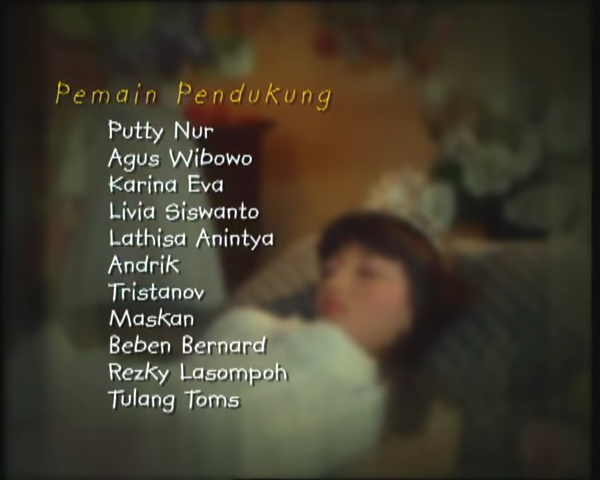 Pemain Pendukung
Putty Nur
Agus Wibowo
Karina Eva
Livia Siswanto
Lathisa Anintya
Andrik
Tristanov
Maskan
Beben Bernard
Rezky Lasompoh
Tulang Toms